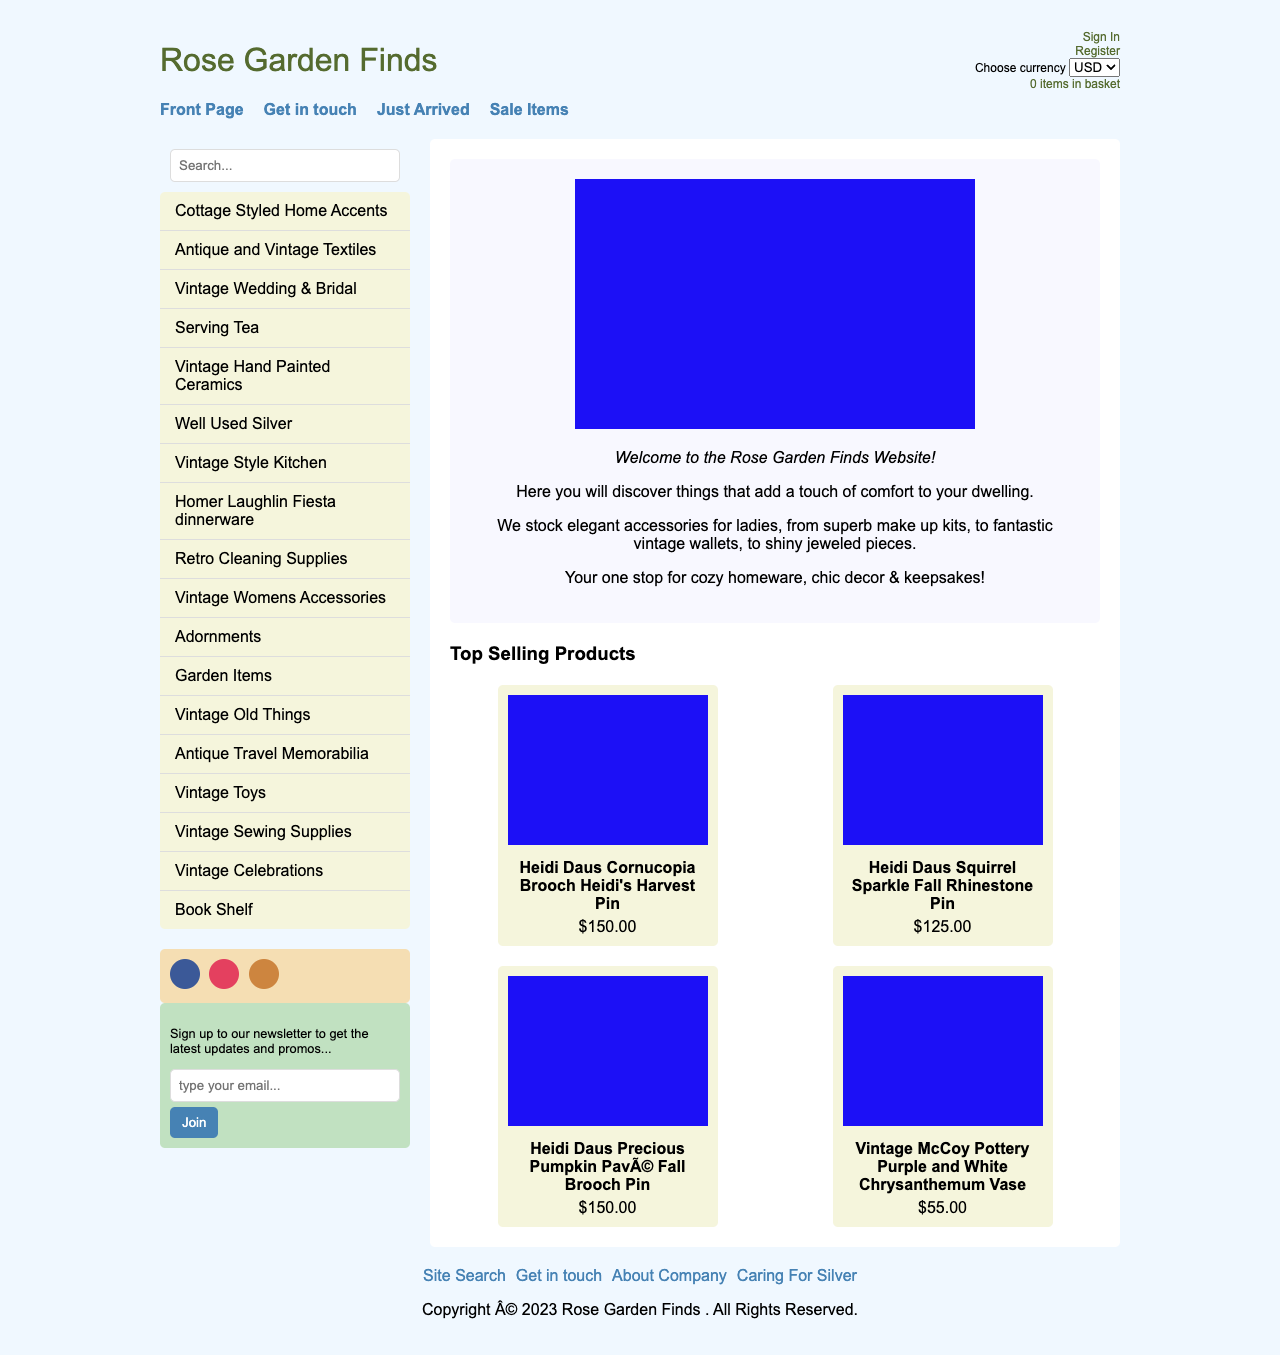 Rose Garden Finds
Sign In
Register
Choose currency USD
0 items in basket
Front Page Get in touch Just Arrived Sale Items
Search...
Cottage Styled Home Accents
Antique and Vintage Textiles
Vintage Wedding & Bridal
Serving Tea
Vintage Hand Painted
Ceramics
Well Used Silver
Vintage Style Kitchen
Homer Laughlin Fiesta
dinnerware
Retro Cleaning Supplies
Vintage Womens Accessories
Adornments
Garden Items
Vintage Old Things
Antique Travel Memorabilia
Vintage Toys
Vintage Sewing Supplies
Vintage Celebrations
Book Shelf
Sign up to our newsletter to get the
latest updates and promos...
type your email...
Join
Welcome to the Rose Garden Finds Website!
Here you will discover things that add a touch of comfort to your dwelling.
We stock elegant accessories for ladies, from superb make up kits, to fantastic
vintage wallets, to shiny jeweled pieces.
Your one stop for cozy homeware, chic decor & keepsakes!
Top Selling Products
Heidi Daus Cornucopia
Brooch Heidi's Harvest
Pin
$150.00
Heidi Daus Squirrel
Sparkle Fall Rhinestone
Pin
$125.00
Heidi Daus Precious
Pumpkin PavÃ© Fall
Brooch Pin
$150.00
Vintage McCoy Pottery
Purple and White
Chrysanthemum Vase
$55.00
Site Search Get in touch About Company Caring For Silver
Copyright Â© 2023 Rose Garden Finds . All Rights Reserved.